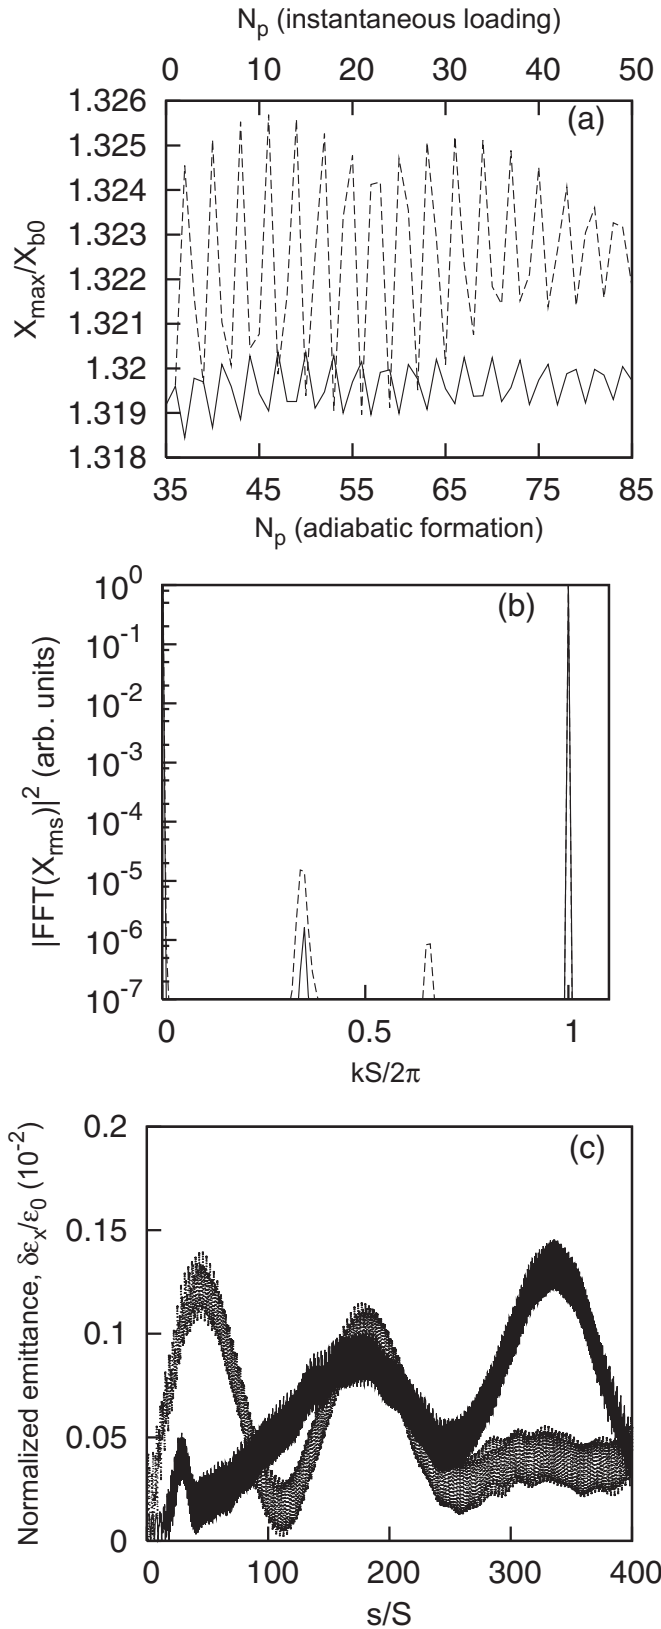 N_p (instantaneous loading)
0 10 20 30 40 50
1.326
1.325
1.324
1.323
1.322
1.321
1.32
1.319
1.318
X_max/X_b0
(a)
35 45 55 65 75 85
N_p (adiabatic formation)
10^0
10^-1
10^-2
10^-3
10^-4
10^-5
10^-6
10^-7
|FFT(X_rms)|^2 (arb. units)
(b)
0 0.5 1
kS/2π
0.2
0.15
0.1
0.05
0
Normalized emittance, δε_x/ε_0 (10^-2)
(c)
0 100 200 300 400
s/S